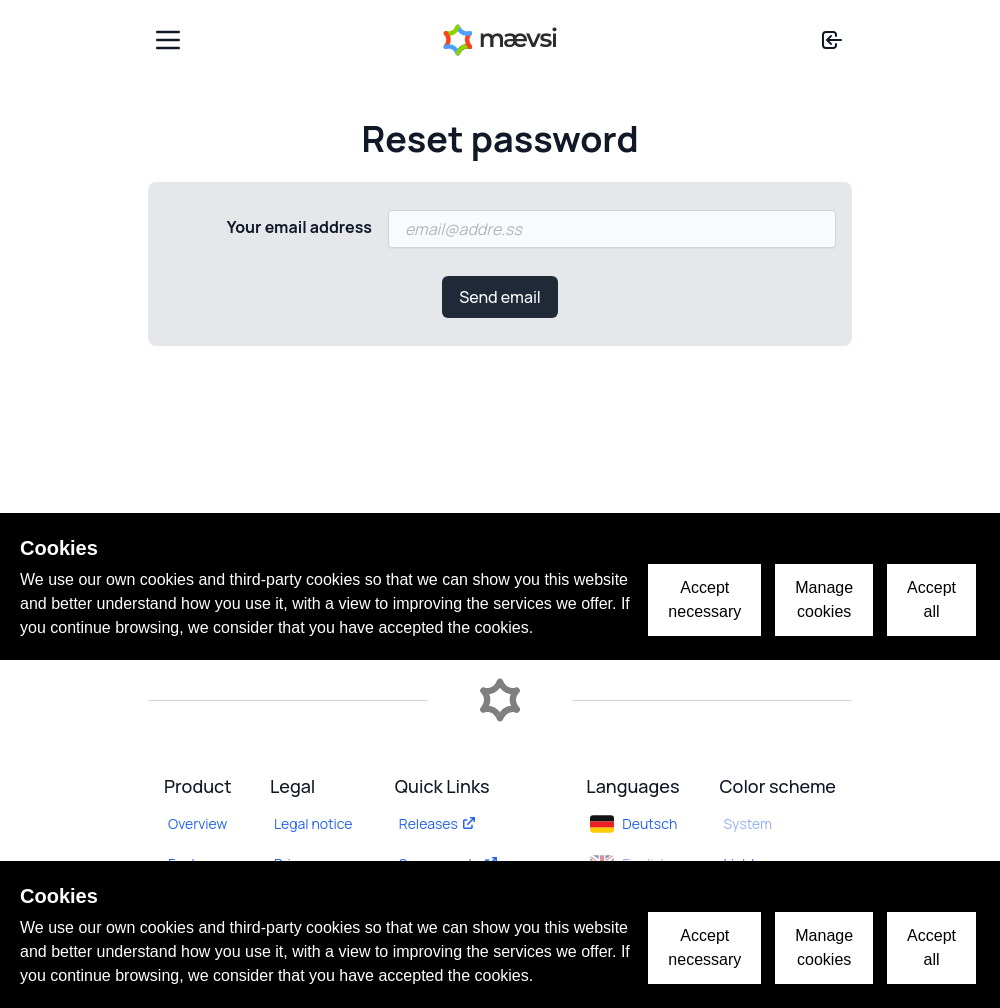 mævsi
Reset password
Your email address
email@addre.ss
Send email
Cookies
We use our own cookies and third-party cookies so that we can show you this website
and better understand how you use it, with a view to improving the services we offer. If
you continue browsing, we consider that you have accepted the cookies.
Accept
necessary
Manage
cookies
Accept
all
Product
Overview
Legal
Legal notice
Quick Links
Releases
Languages
Deutsch
English
Color scheme
System
Cookies
We use our own cookies and third-party cookies so that we can show you this website
and better understand how you use it, with a view to improving the services we offer. If
you continue browsing, we consider that you have accepted the cookies.
Accept
necessary
Manage
cookies
Accept
all